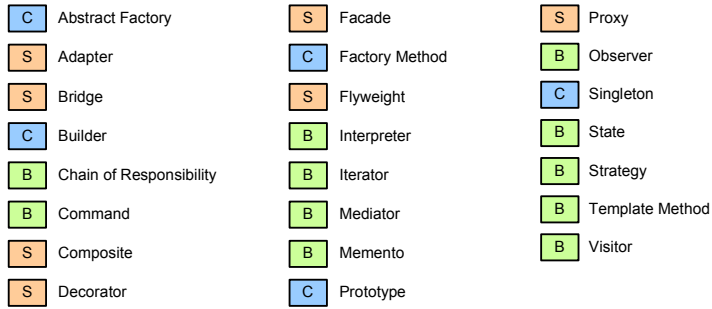 C Abstract Factory
S Adapter
S Bridge
C Builder
B Chain of Responsibility
B Command
S Composite
S Decorator
S Facade
C Factory Method
S Flyweight
B Interpreter
B Iterator
B Mediator
B Memento
C Prototype
S Proxy
B Observer
C Singleton
B State
B Strategy
B Template Method
B Visitor